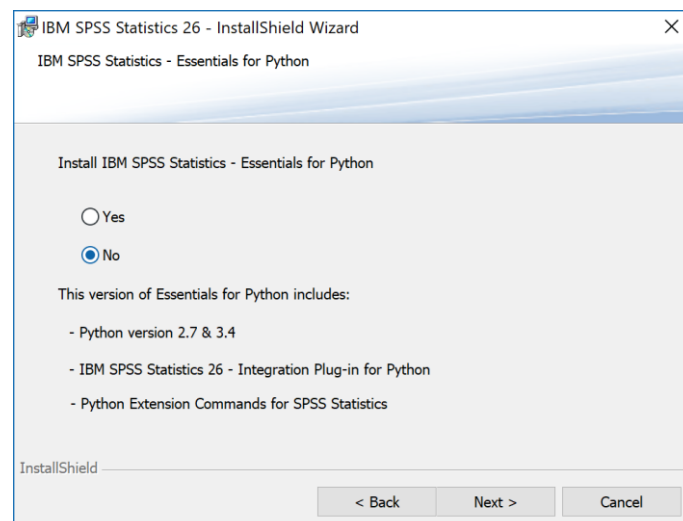 IBM SPSS Statistics 26 - InstallShield Wizard
IBM SPSS Statistics - Essentials for Python
Install IBM SPSS Statistics - Essentials for Python
Yes
No
This version of Essentials for Python includes:
- Python version 2.7 & 3.4
- IBM SPSS Statistics 26 - Integration Plug-in for Python
- Python Extension Commands for SPSS Statistics
InstallShield
< Back Next > Cancel